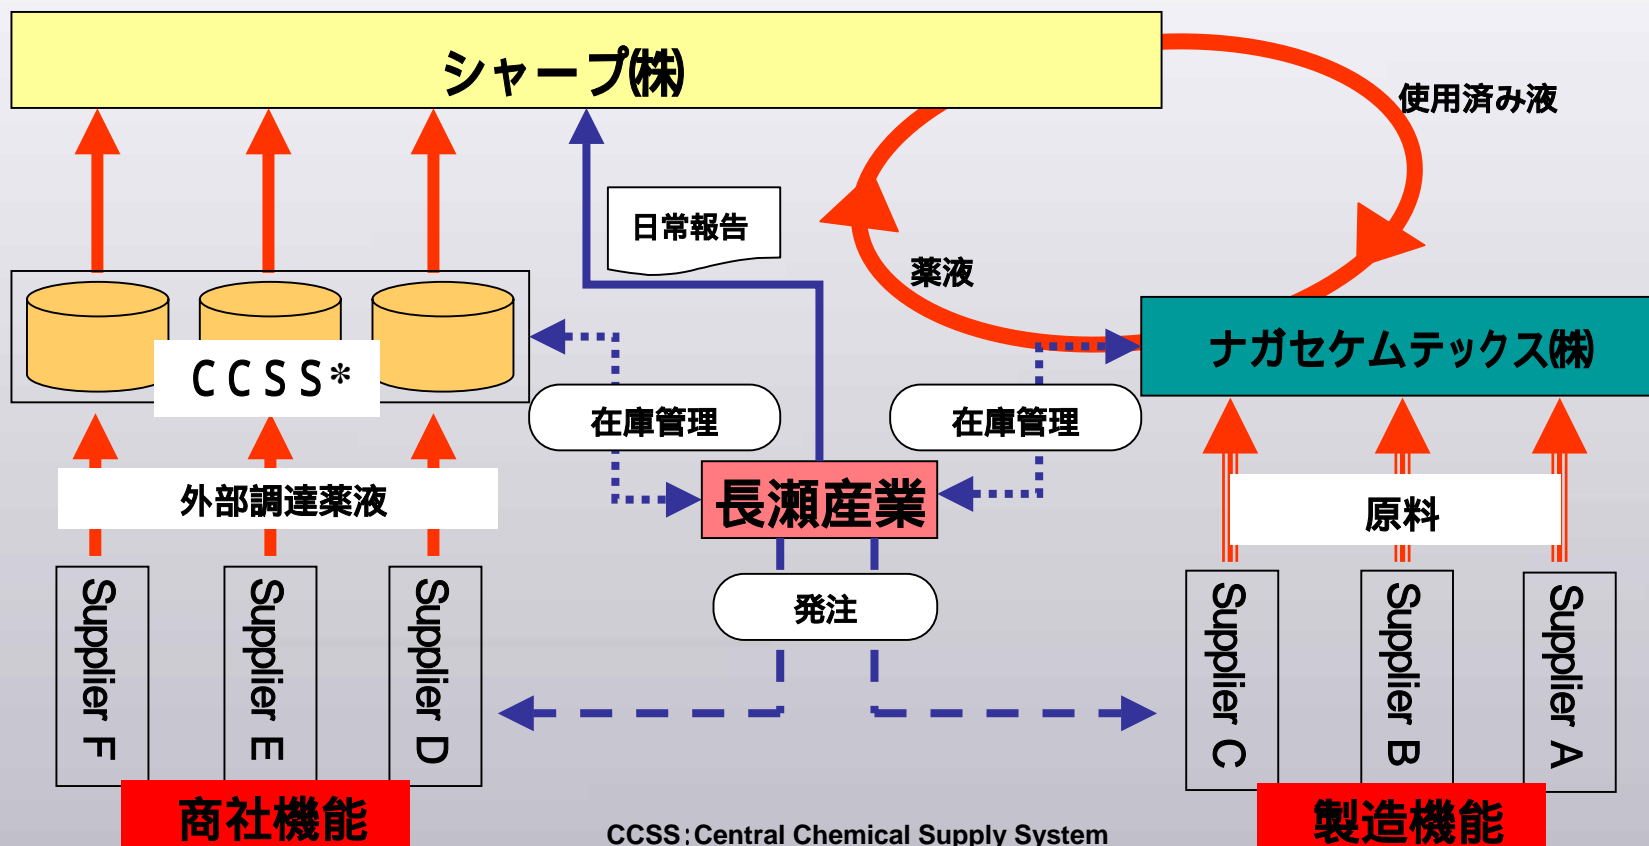 シャープ㈱
使用済み液
日常報告
薬液
ナガセケムテックス㈱
ＣＣＳＳ*
在庫管理
在庫管理
外部調達薬液
長瀬産業
原料
発注
Supplier F
Supplier E
Supplier D
Supplier C
Supplier B
Supplier A
商社機能
製造機能
CCSS：Central Chemical Supply System